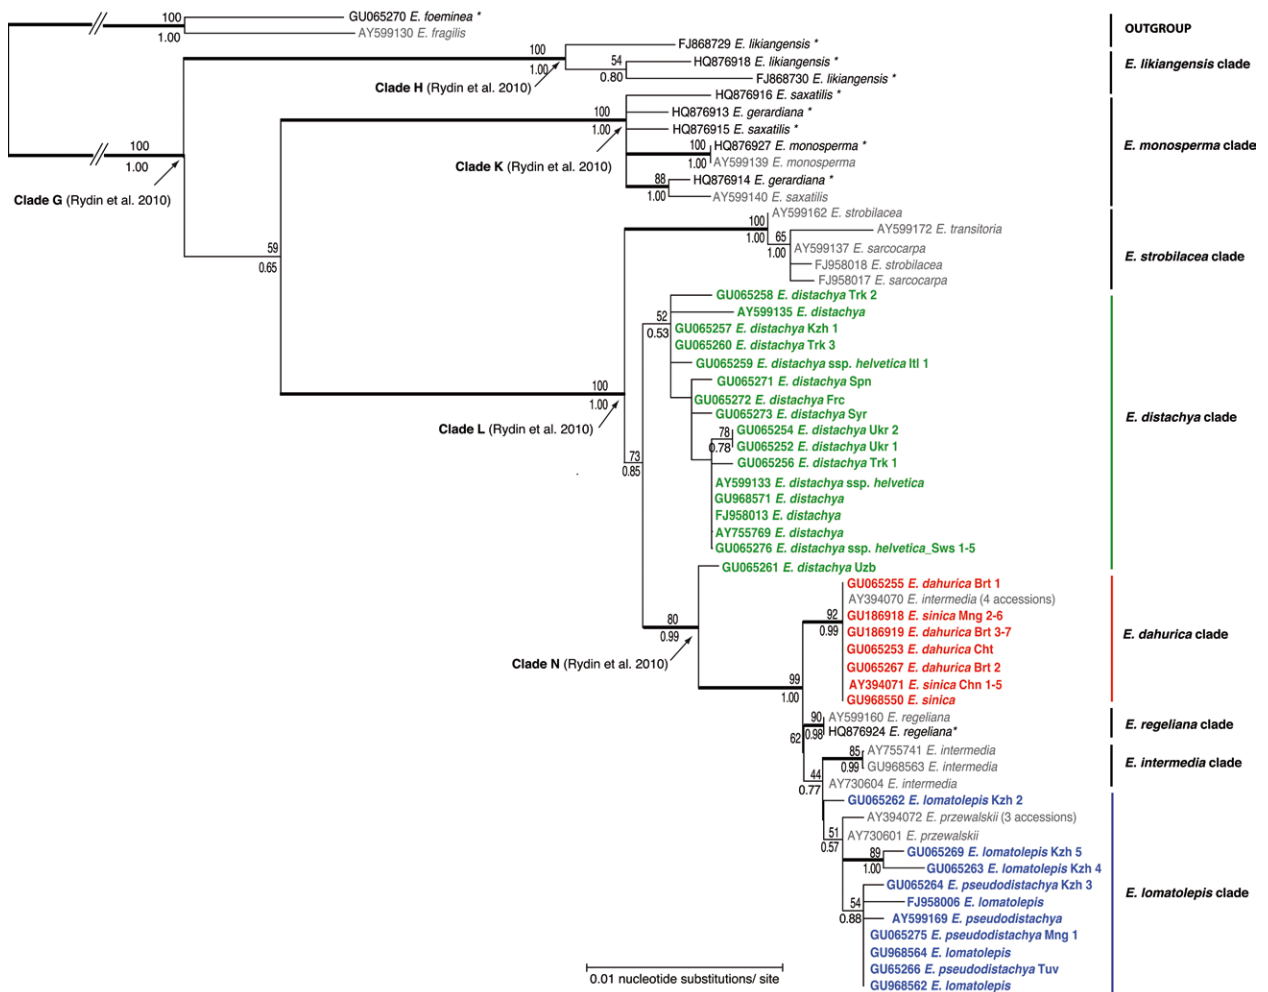 GU065270 E. foeminea *
100
1.00
AY599130 E. fragilis
OUTGROUP
FJ868729 E. likiangensis *
100
1.00
54
0.80
HQ876918 E. likiangensis *
FJ868730 E. likiangensis *
E. likiangensis clade
Clade H (Rydin et al. 2010)
HQ876916 E. saxatilis *
100
1.00
HQ876913 E. gerardiana *
HQ876915 E. saxatilis *
100
1.00
HQ876927 E. monosperma *
AY599139 E. monosperma
E. monosperma clade
88
1.00
HQ876914 E. gerardiana *
AY599140 E. saxatilis
Clade K (Rydin et al. 2010)
100
1.00
Clade G (Rydin et al. 2010)
59
0.65
AY599162 E. strobilacea
100
1.00
65
1.00
AY599172 E. transitoria
AY599137 E. sarcocarpa
FJ958018 E. strobilacea
FJ958017 E. sarcocarpa
E. strobilacea clade
GU065258 E. distachya Trk 2
AY599135 E. distachya
52
0.53
GU065257 E. distachya Kzh 1
GU065260 E. distachya Trk 3
GU065259 E. distachya ssp. helvetica Itl 1
GU065271 E. distachya Spn
GU065272 E. distachya Frc
GU065273 E. distachya Syr
78
0.78
GU065254 E. distachya Ukr 2
GU065252 E. distachya Ukr 1
GU065256 E. distachya Trk 1
AY599133 E. distachya ssp. helvetica
GU968571 E. distachya
FJ958013 E. distachya
AY755769 E. distachya
GU065276 E. distachya ssp. helvetica_Sws 1-5
E. distachya clade
100
1.00
Clade L (Rydin et al. 2010)
73
0.85
GU065261 E. distachya Uzb
80
0.99
Clade N (Rydin et al. 2010)
GU065255 E. dahurica Brt 1
AY394070 E. intermedia (4 accessions)
92
0.99
GU186918 E. sinica Mng 2-6
GU186919 E. dahurica Brt 3-7
GU065253 E. dahurica Cht
GU065267 E. dahurica Brt 2
AY394071 E. sinica Chn 1-5
GU968550 E. sinica
E. dahurica clade
99
1.00
90
0.98
AY599160 E. regeliana
HQ876924 E. regeliana*
E. regeliana clade
62
85
0.99
AY755741 E. intermedia
GU968563 E. intermedia
AY730604 E. intermedia
E. intermedia clade
44
0.77
GU065262 E. lomatolepis Kzh 2
AY394072 E. przewalskii (3 accessions)
51
0.57
AY730601 E. przewalskii
89
1.00
GU065269 E. lomatolepis Kzh 5
GU065263 E. lomatolepis Kzh 4
GU065264 E. pseudodistachya Kzh 3
54
0.88
FJ958006 E. lomatolepis
AY599169 E. pseudodistachya
GU065275 E. pseudodistachya Mng 1
GU968564 E. lomatolepis
GU65266 E. pseudodistachya Tuv
GU968562 E. lomatolepis
E. lomatolepis clade
0.01 nucleotide substitutions/ site